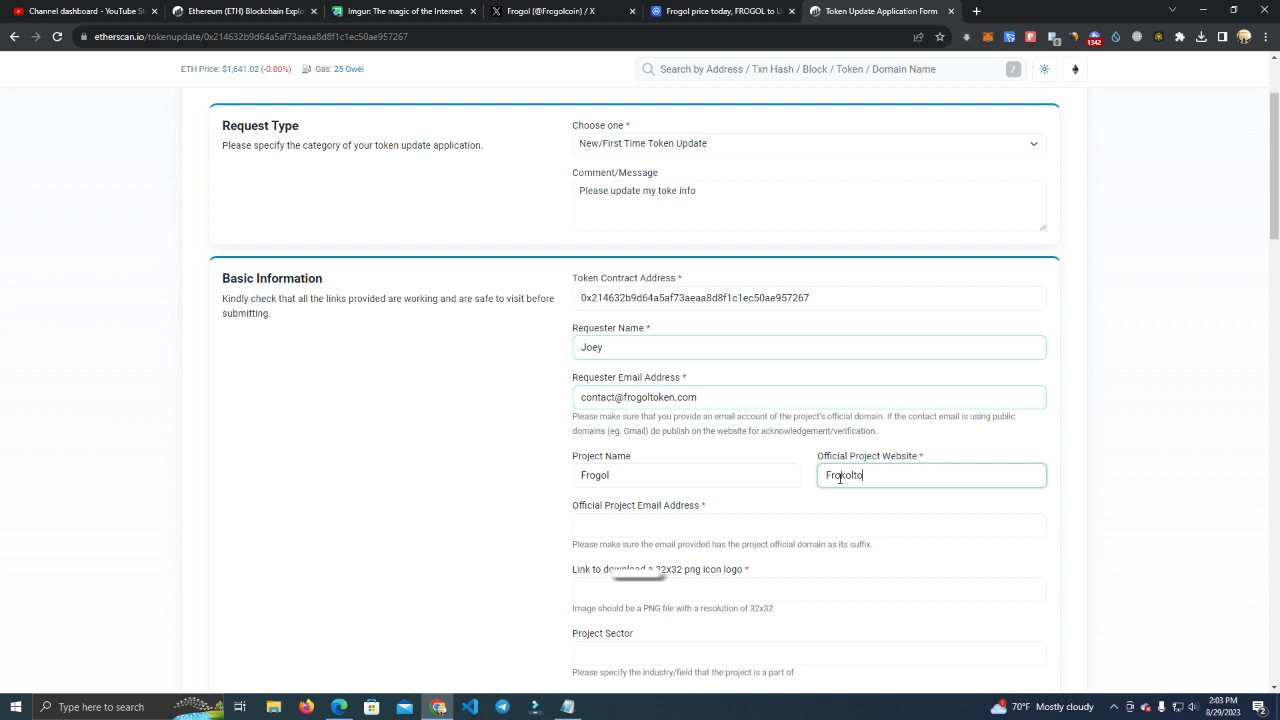 Channel dashboard - YouTube St
Ethereum (ETH) Blockchain Explo
Imgur: The magic of the Internet
Frogol (@Frogolcoin) / X
Frogol price today, FROGOL to U
Token Update Application Form
etherscan.io/tokenupdate/0x214632b9d64a5af73aeaa8d8f1c1ec50ae957267
1342
ETH Price: $1,641.02 (-0.80%) Gas: 25 Gwei
Search by Address / Txn Hash / Block / Token / Domain Name
/
Request Type
Please specify the category of your token update application.
Choose one *
New/First Time Token Update
Comment/Message
Please update my toke info
Basic Information
Kindly check that all the links provided are working and are safe to visit before
submitting.
Token Contract Address *
0x214632b9d64a5af73aeaa8d8f1c1ec50ae957267
Requester Name *
Joey
Requester Email Address *
contact@frogoltoken.com
Please make sure that you provide an email account of the project's official domain. If the contact email is using public
domains (eg. Gmail) do publish on the website for acknowledgement/verification.
Project Name
Frogol
Official Project Website *
Frokolto
Official Project Email Address *
Please make sure the email provided has the project official domain as its suffix.
Link to download a 32x32 png icon logo *
Image should be a PNG file with a resolution of 32x32
Project Sector
Please specify the industry/field that the project is a part of
Type here to search
70°F Mostly cloudy
2:03 PM
8/29/2023